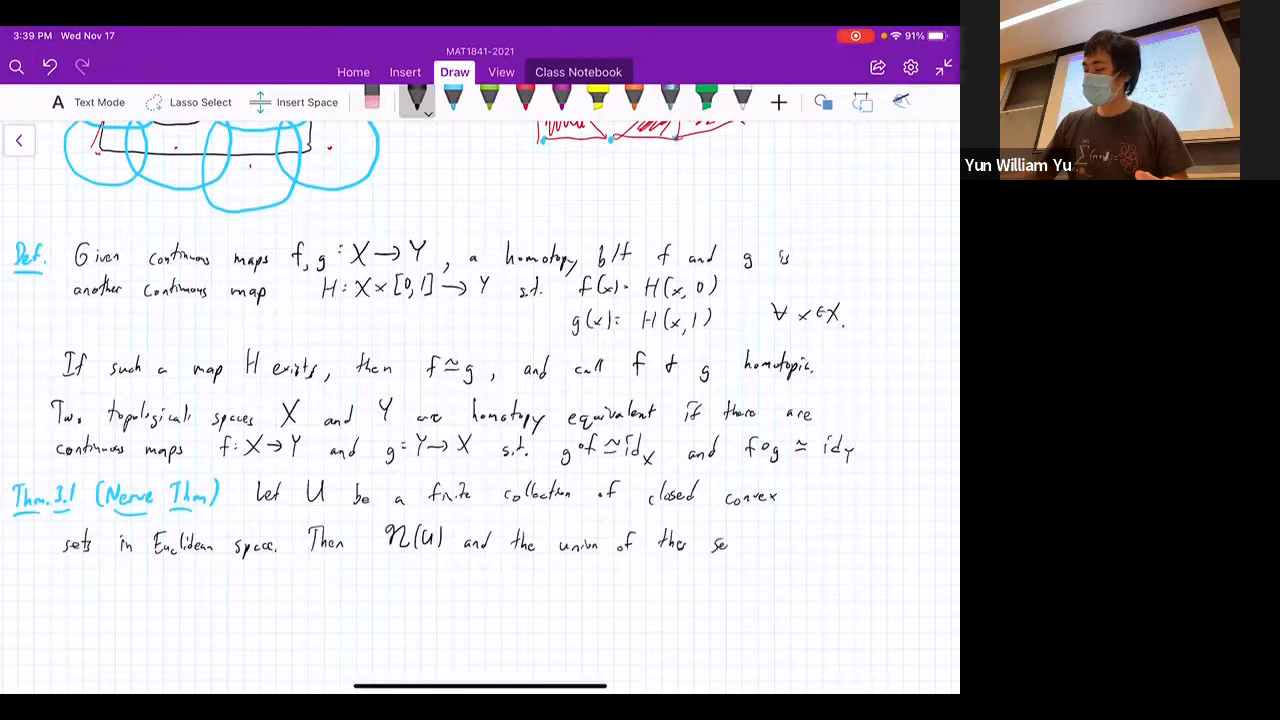 3:39 PM Wed Nov 17
91%
MAT1841-2021
Home Insert Draw View Class Notebook
A Text Mode Lasso Select Insert Space
Yun William Yu
Def. Given continuous maps f, g : X → Y, a homotopy b/t f and g is
another continuous map H : X × [0,1] → Y s.t. f(x) = H(x, 0)
g(x) = H(x, 1) ∀ x ∈ X.
If such a map H exists, then f ≃ g, and call f & g homotopic.
Two topological spaces X and Y are homotopy equivalent if there are
continuous maps f: X → Y and g: Y → X s.t. g∘f ≃ id_X and f∘g ≃ id_Y
Thm. 3.1 (Nerve Thm) Let U be a finite collection of closed convex
sets in Euclidean space. Then N(U) and the union of the se